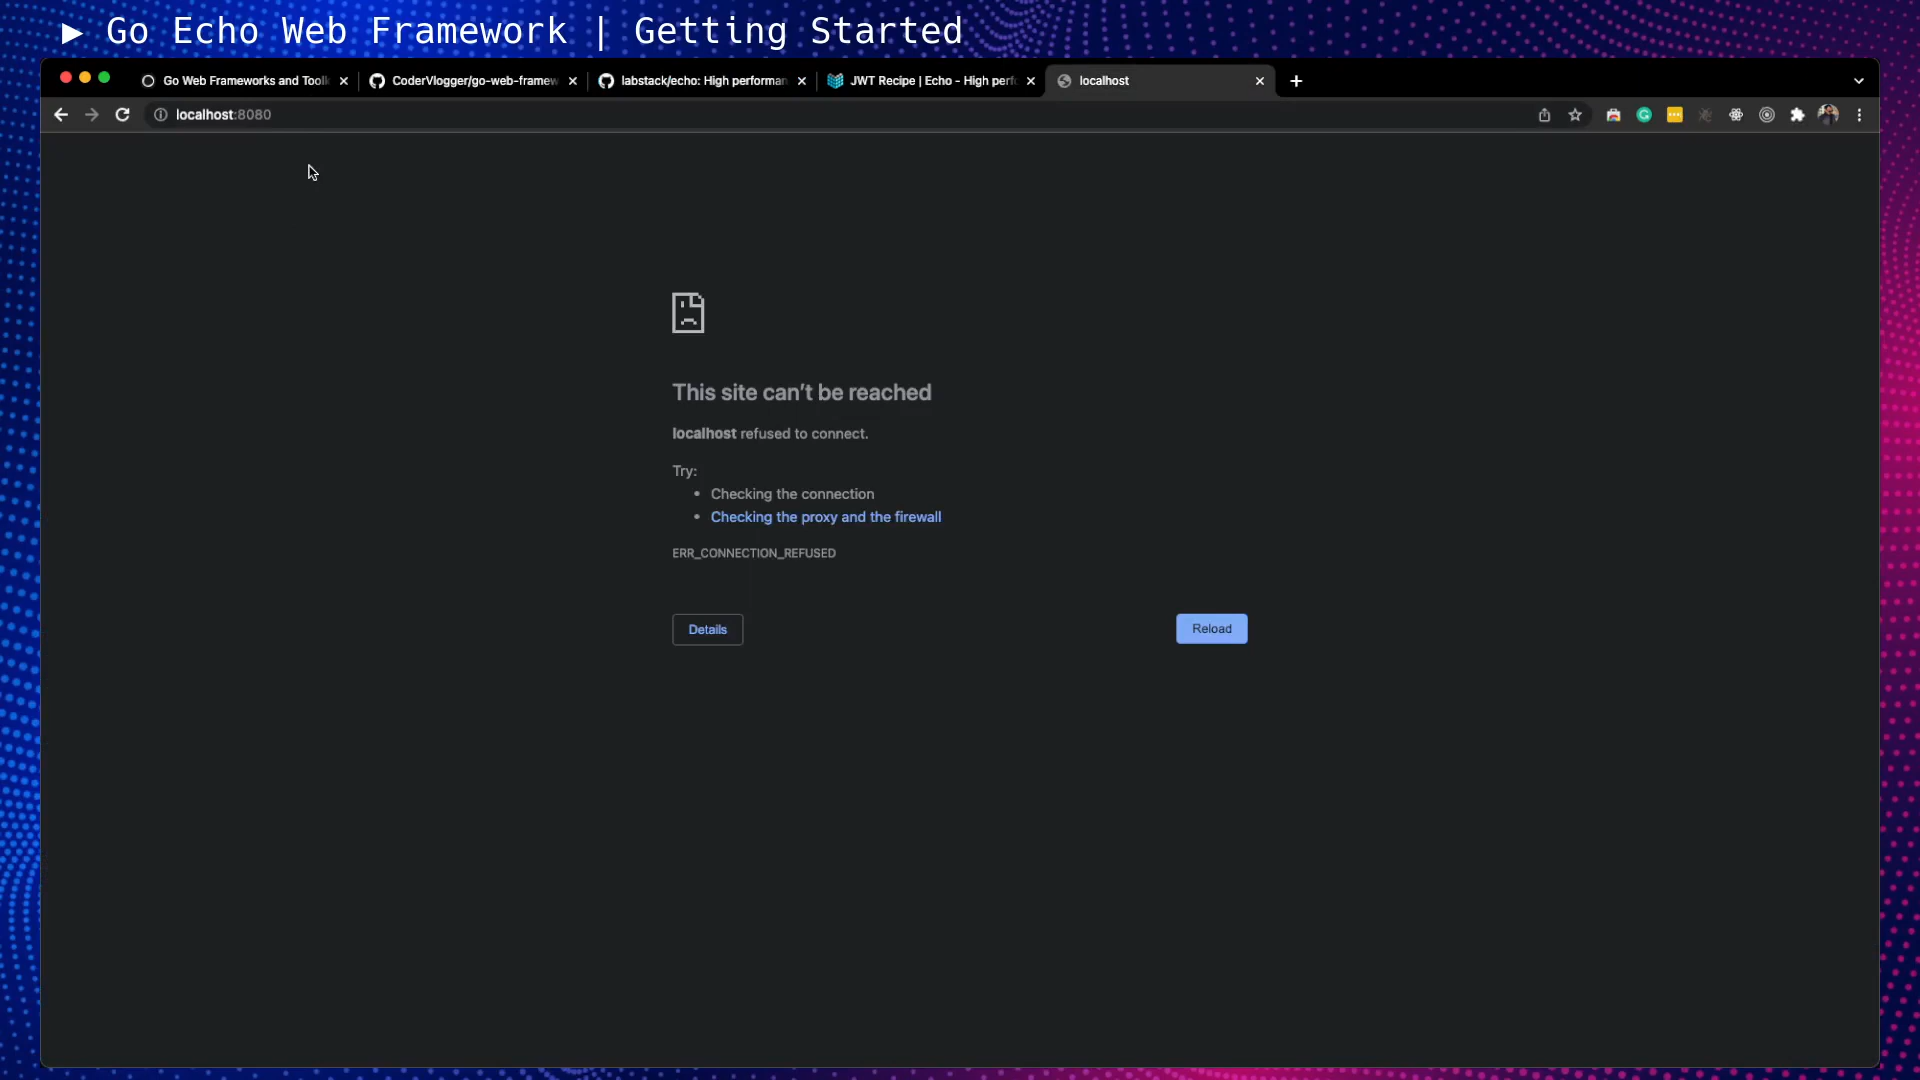 ▶ Go Echo Web Framework | Getting Started
Go Web Frameworks and Toolk
CoderVlogger/go-web-framew
labstack/echo: High performan
JWT Recipe | Echo - High perfo
localhost
localhost:8080
This site can’t be reached
localhost refused to connect.
Try:
• Checking the connection
• Checking the proxy and the firewall
ERR_CONNECTION_REFUSED
Details
Reload